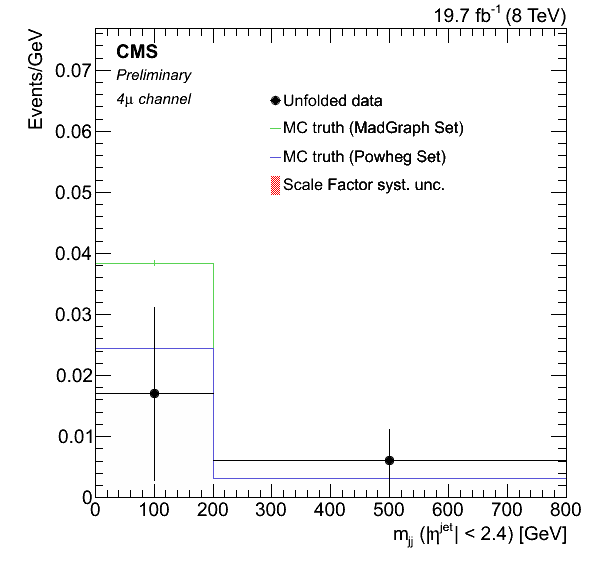 19.7 fb⁻¹ (8 TeV)
Events/GeV
CMS
Preliminary
4μ channel
Unfolded data
MC truth (MadGraph Set)
MC truth (Powheg Set)
Scale Factor syst. unc.
0.07
0.06
0.05
0.04
0.03
0.02
0.01
0
0 100 200 300 400 500 600 700 800
m_jj (|η^jet| < 2.4) [GeV]